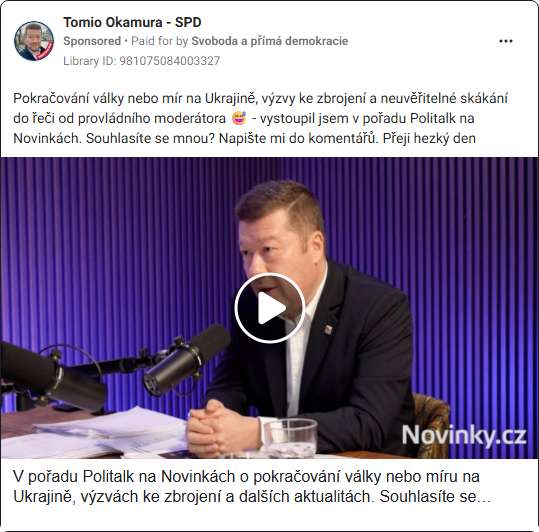 Tomio Okamura - SPD
Sponsored • Paid for by Svoboda a přímá demokracie
Library ID: 981075084003327
Pokračování války nebo mír na Ukrajině, výzvy ke zbrojení a neuvěřitelné skákání
do řeči od provládního moderátora 😅 - vystoupil jsem v pořadu Politalk na
Novinkách. Souhlasíte se mnou? Napište mi do komentářů. Přeji hezký den
Novinky.cz
V pořadu Politalk na Novinkách o pokračování války nebo míru na
Ukrajině, výzvách ke zbrojení a dalších aktualitách. Souhlasíte se...